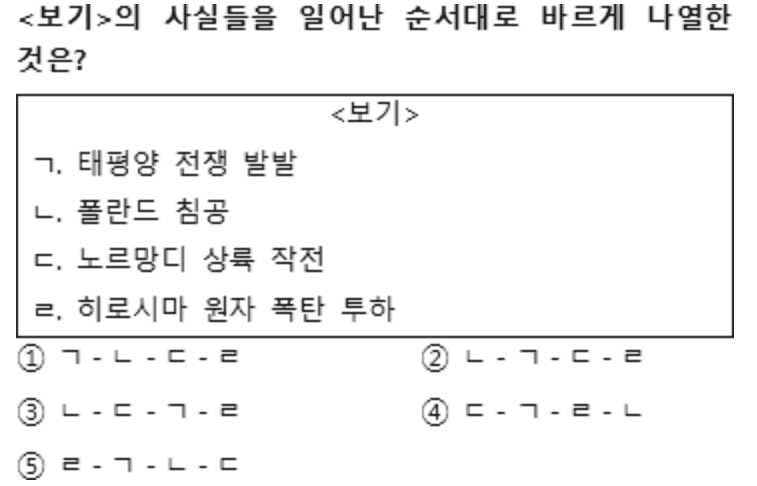 <보기>의 사실들을 일어난 순서대로 바르게 나열한
것은?
<보기>
ㄱ. 태평양 전쟁 발발
ㄴ. 폴란드 침공
ㄷ. 노르망디 상륙 작전
ㄹ. 히로시마 원자 폭탄 투하
① ㄱ - ㄴ - ㄷ - ㄹ ② ㄴ - ㄱ - ㄷ - ㄹ
③ ㄴ - ㄷ - ㄱ - ㄹ ④ ㄷ - ㄱ - ㄹ - ㄴ
⑤ ㄹ - ㄱ - ㄴ - ㄷ